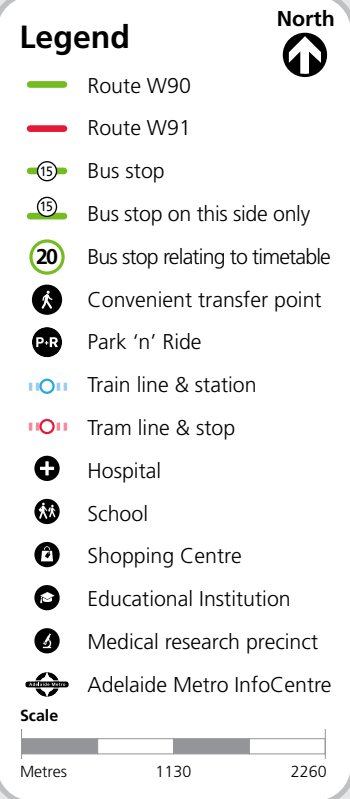 North
Legend
Route W90
Route W91
15 Bus stop
15 Bus stop on this side only
20 Bus stop relating to timetable
Convenient transfer point
P•R Park ‘n’ Ride
Train line & station
Tram line & stop
Hospital
School
Shopping Centre
Educational Institution
Medical research precinct
Adelaide Metro Adelaide Metro InfoCentre
Scale
Metres 1130 2260